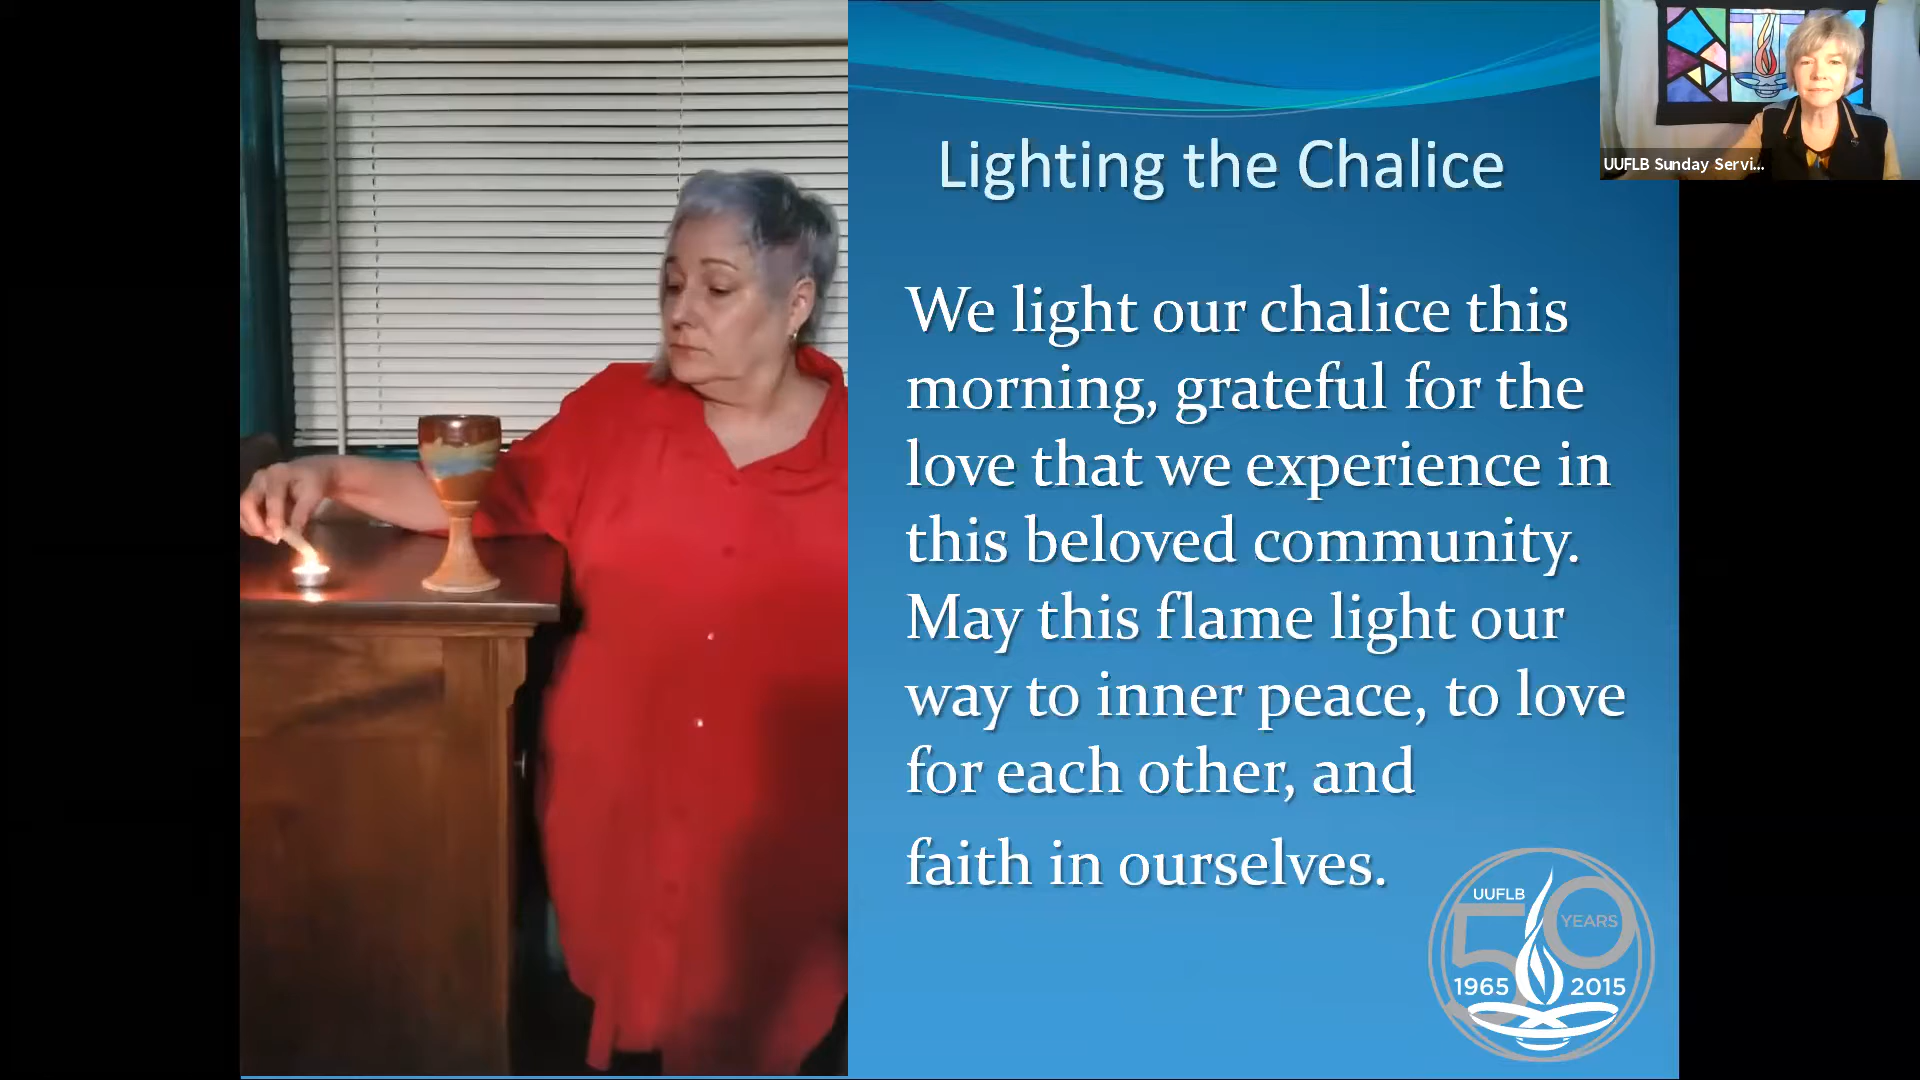 Lighting the Chalice
UUFLB Sunday Servi...
We light our chalice this
morning, grateful for the
love that we experience in
this beloved community.
May this flame light our
way to inner peace, to love
for each other, and
faith in ourselves.
UUFLB
50
YEARS
1965 2015